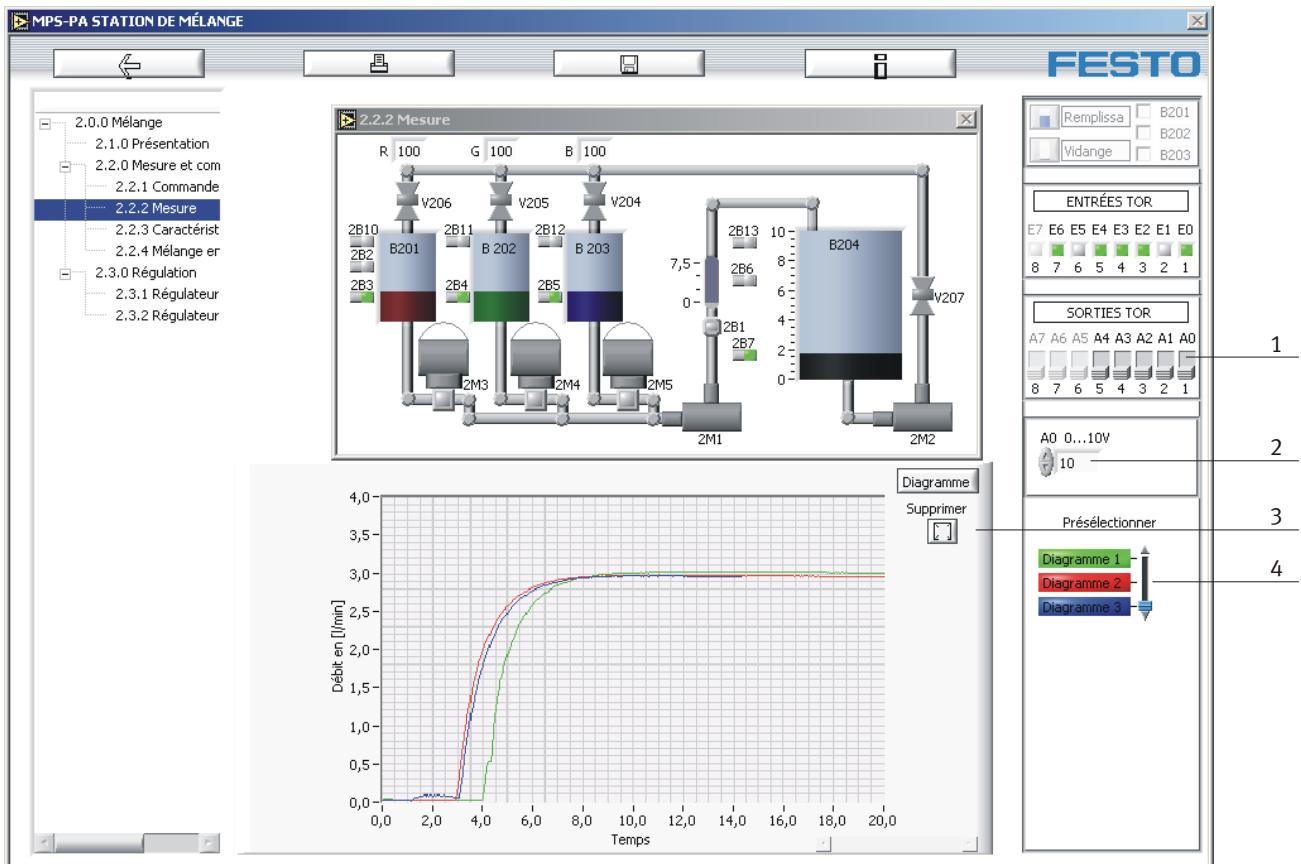 MPS-PA STATION DE MÉLANGE
FESTO
2.0.0 Mélange
2.1.0 Présentation
2.2.0 Mesure et com
2.2.1 Commande
2.2.2 Mesure
2.2.3 Caractérist
2.2.4 Mélange er
2.3.0 Régulation
2.3.1 Régulateur
2.3.2 Régulateur
2.2.2 Mesure
R 100 G 100 B 100
V206 V205 V204
2B10 2B11 2B12 2B13
B201 B 202 B 203 B204
2B2 2B6
2B3 2B4 2B5
7,5
0
10
8
6
4
2
0
V207
2B1
2B7
2M3 2M4 2M5
2M1 2M2
Diagramme
Supprimer
Débit en [l/min]
4,0
3,5
3,0
2,5
2,0
1,5
1,0
0,5
0,0
0,0 2,0 4,0 6,0 8,0 10,0 12,0 14,0 16,0 18,0 20,0
Temps
Remplissa B201
B202
Vidange B203
ENTRÉES TOR
E7 E6 E5 E4 E3 E2 E1 E0
8 7 6 5 4 3 2 1
SORTIES TOR
A7 A6 A5 A4 A3 A2 A1 A0
8 7 6 5 4 3 2 1
A0 0...10V
10
Présélectionner
Diagramme 1
Diagramme 2
Diagramme 3
1
2
3
4